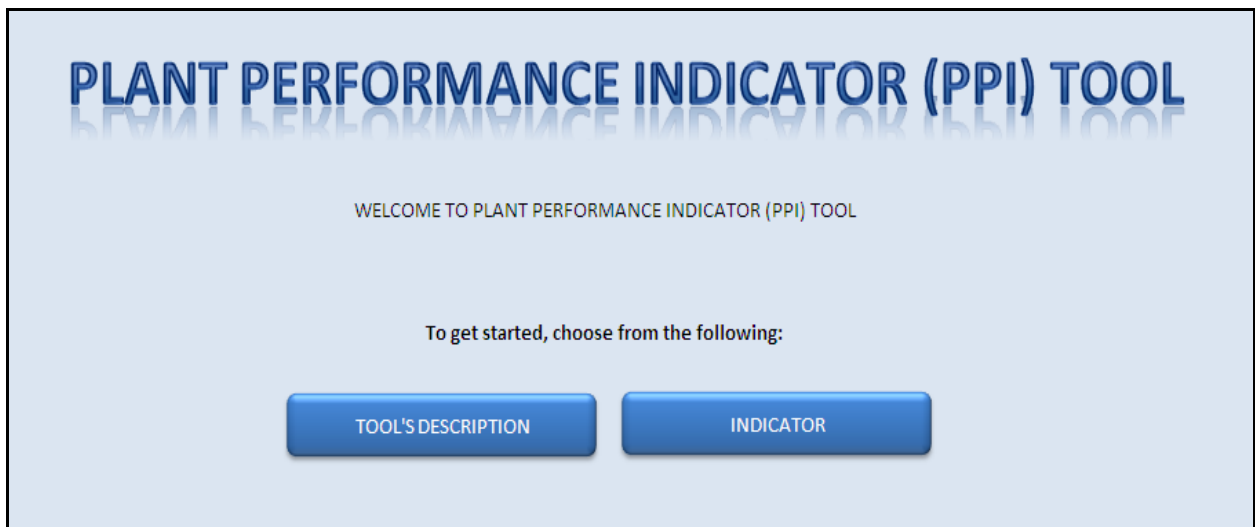 PLANT PERFORMANCE INDICATOR (PPI) TOOL
WELCOME TO PLANT PERFORMANCE INDICATOR (PPI) TOOL
To get started, choose from the following:
TOOL'S DESCRIPTION
INDICATOR